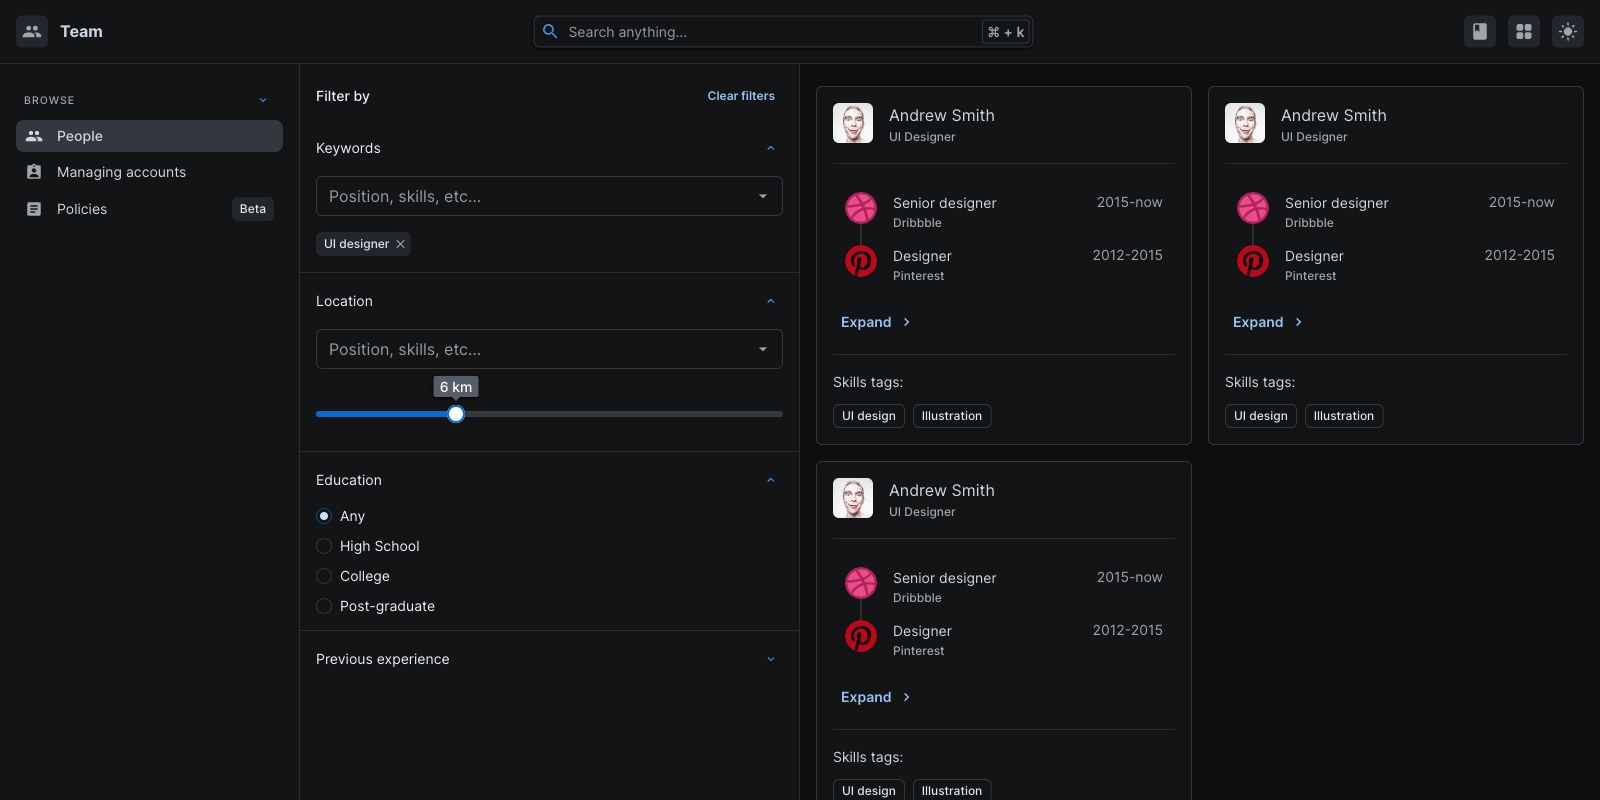 Team
Search anything...
⌘ + k
BROWSE
People
Managing accounts
Policies
Beta
Filter by
Clear filters
Keywords
Position, skills, etc...
UI designer
Location
Position, skills, etc...
6 km
Education
Any
High School
College
Post-graduate
Previous experience
Andrew Smith
UI Designer
Senior designer
2015-now
Dribbble
Designer
2012-2015
Pinterest
Expand
Skills tags:
UI design
Illustration
Andrew Smith
UI Designer
Senior designer
2015-now
Dribbble
Designer
2012-2015
Pinterest
Expand
Skills tags:
UI design
Illustration
Andrew Smith
UI Designer
Senior designer
2015-now
Dribbble
Designer
2012-2015
Pinterest
Expand
Skills tags:
UI design
Illustration